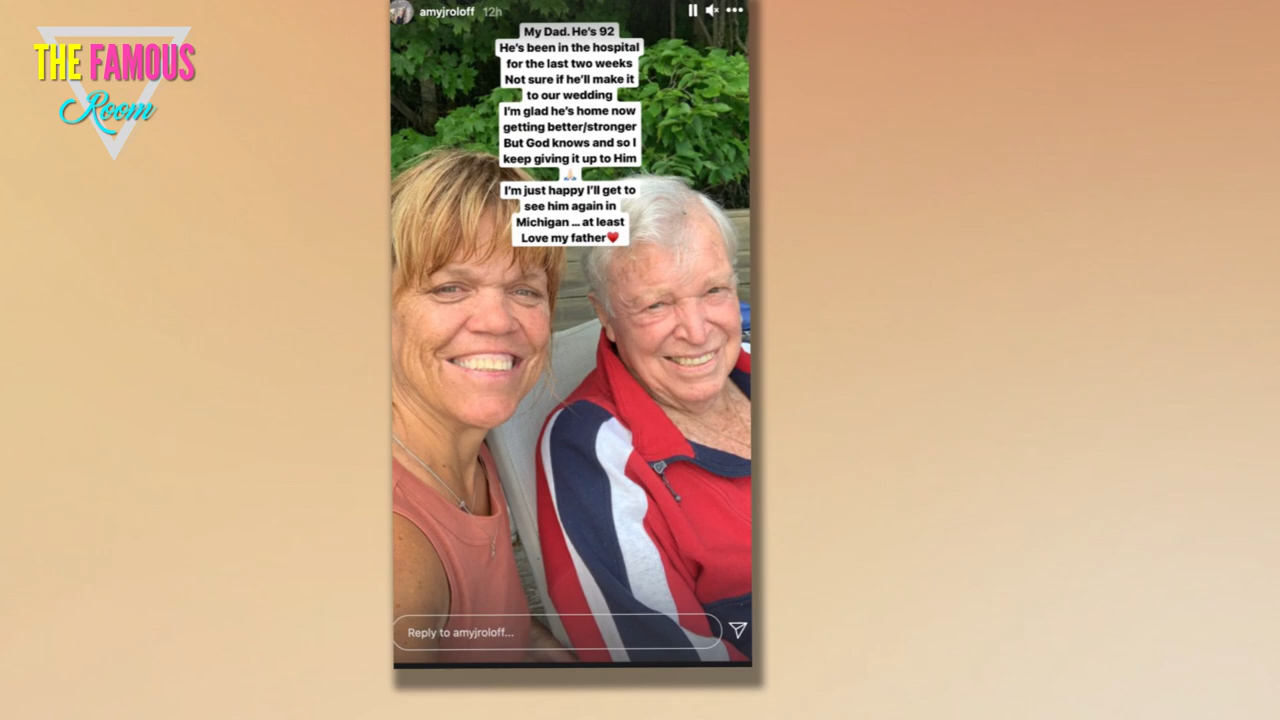 THE FAMOUS
Room
amyjroloff 12h
My Dad. He's 92
He's been in the hospital
for the last two weeks
Not sure if he'll make it
to our wedding
I'm glad he's home now
getting better/stronger
But God knows and so I
keep giving it up to Him
🙏🏻
I'm just happy I'll get to
see him again in
Michigan ... at least
Love my father❤️
Reply to amyjroloff...